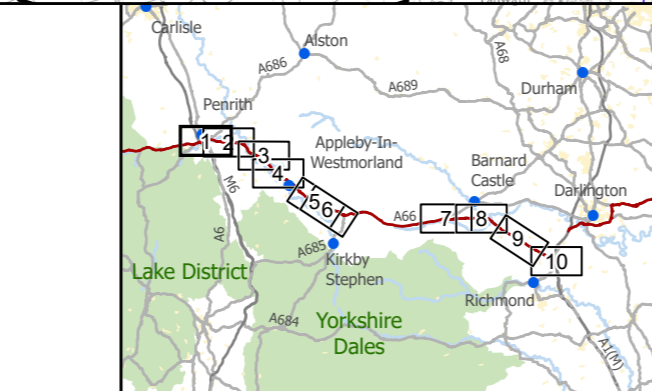 Carlisle
Alston
A68
A686
A689
Durham
Penrith
1
2
3
4
Appleby-In-
Westmorland
Barnard
Castle
Darlington
M6
5
6
A66
7
8
9
10
A6
A685
Kirkby
Stephen
Lake District
Richmond
A684
Yorkshire
Dales
A1(M)